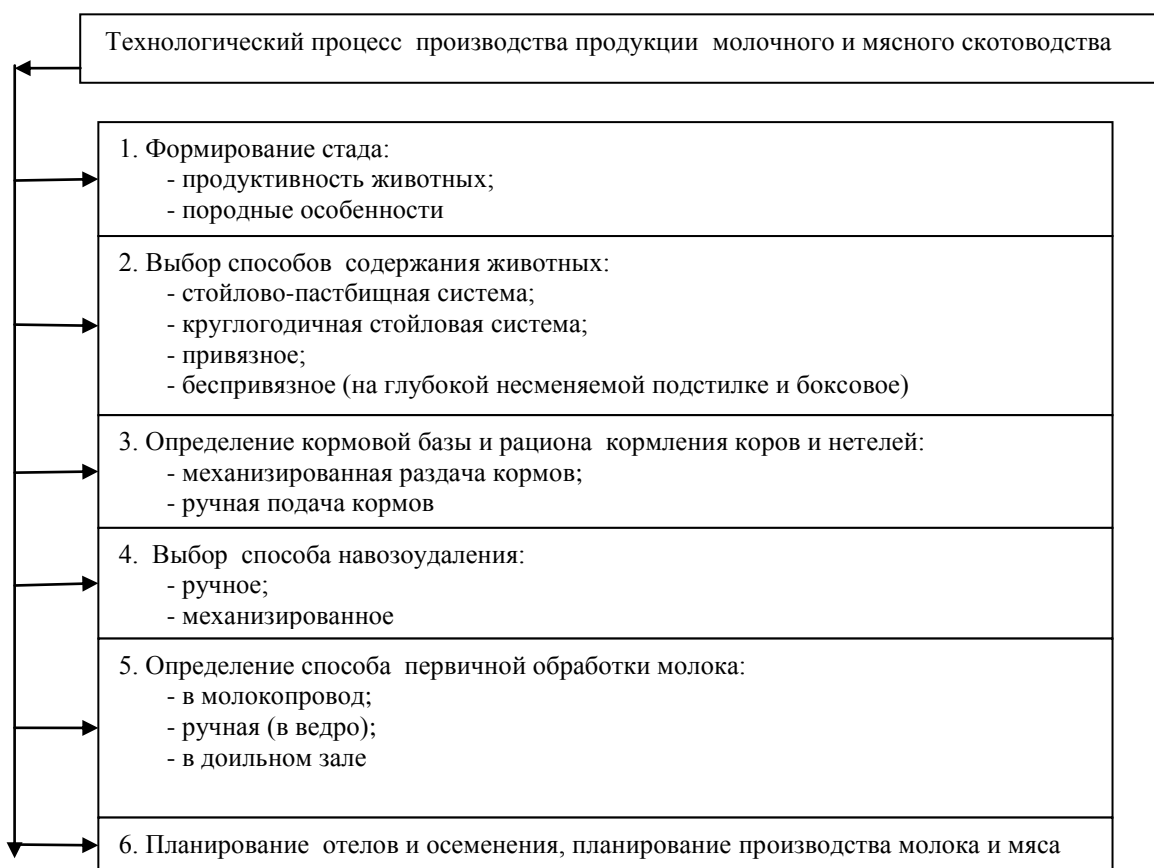 Технологический процесс производства продукции молочного и мясного скотоводства
1. Формирование стада:
- продуктивность животных;
- породные особенности
2. Выбор способов содержания животных:
- стойлово-пастбищная система;
- круглогодичная стойловая система;
- привязное;
- беспривязное (на глубокой несменяемой подстилке и боксовое)
3. Определение кормовой базы и рациона кормления коров и нетелей:
- механизированная раздача кормов;
- ручная подача кормов
4. Выбор способа навозоудаления:
- ручное;
- механизированное
5. Определение способа первичной обработки молока:
- в молокопровод;
- ручная (в ведро);
- в доильном зале
6. Планирование отелов и осеменения, планирование производства молока и мяса